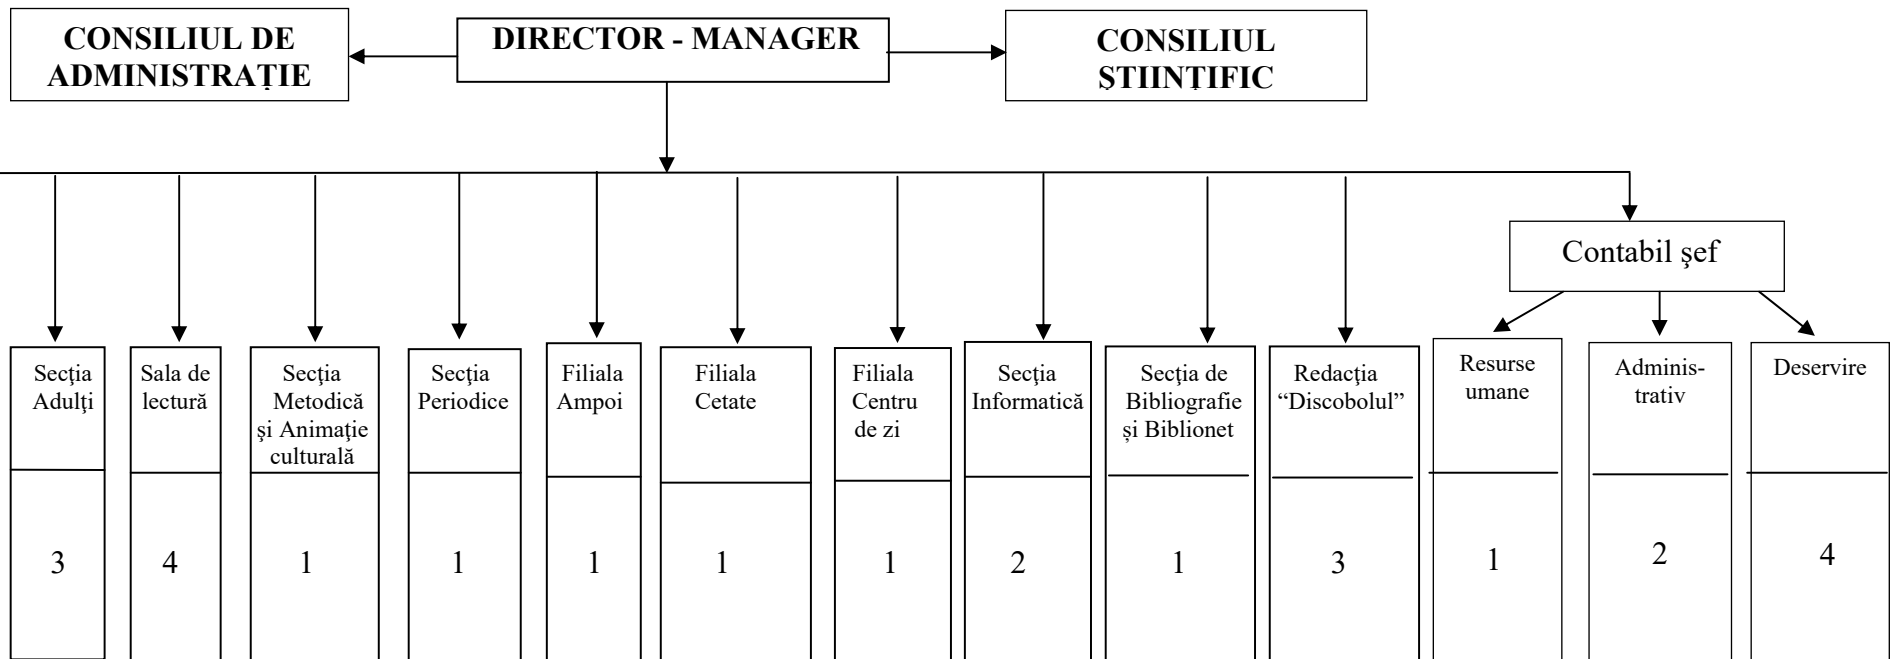 CONSILIUL DE
ADMINISTRAȚIE
DIRECTOR - MANAGER
CONSILIUL
ȘTIINȚIFIC
Contabil şef
Secţia
Adulţi
3
Sala de
lectură
4
Secţia
Metodică
şi Animaţie
culturală
1
Secţia
Periodice
1
Filiala
Ampoi
1
Filiala
Cetate
1
Filiala
Centru
de zi
1
Secţia
Informatică
2
Secţia de
Bibliografie
și Biblionet
1
Redacţia
“Discobolul”
3
Resurse
umane
1
Adminis-
trativ
2
Deservire
4